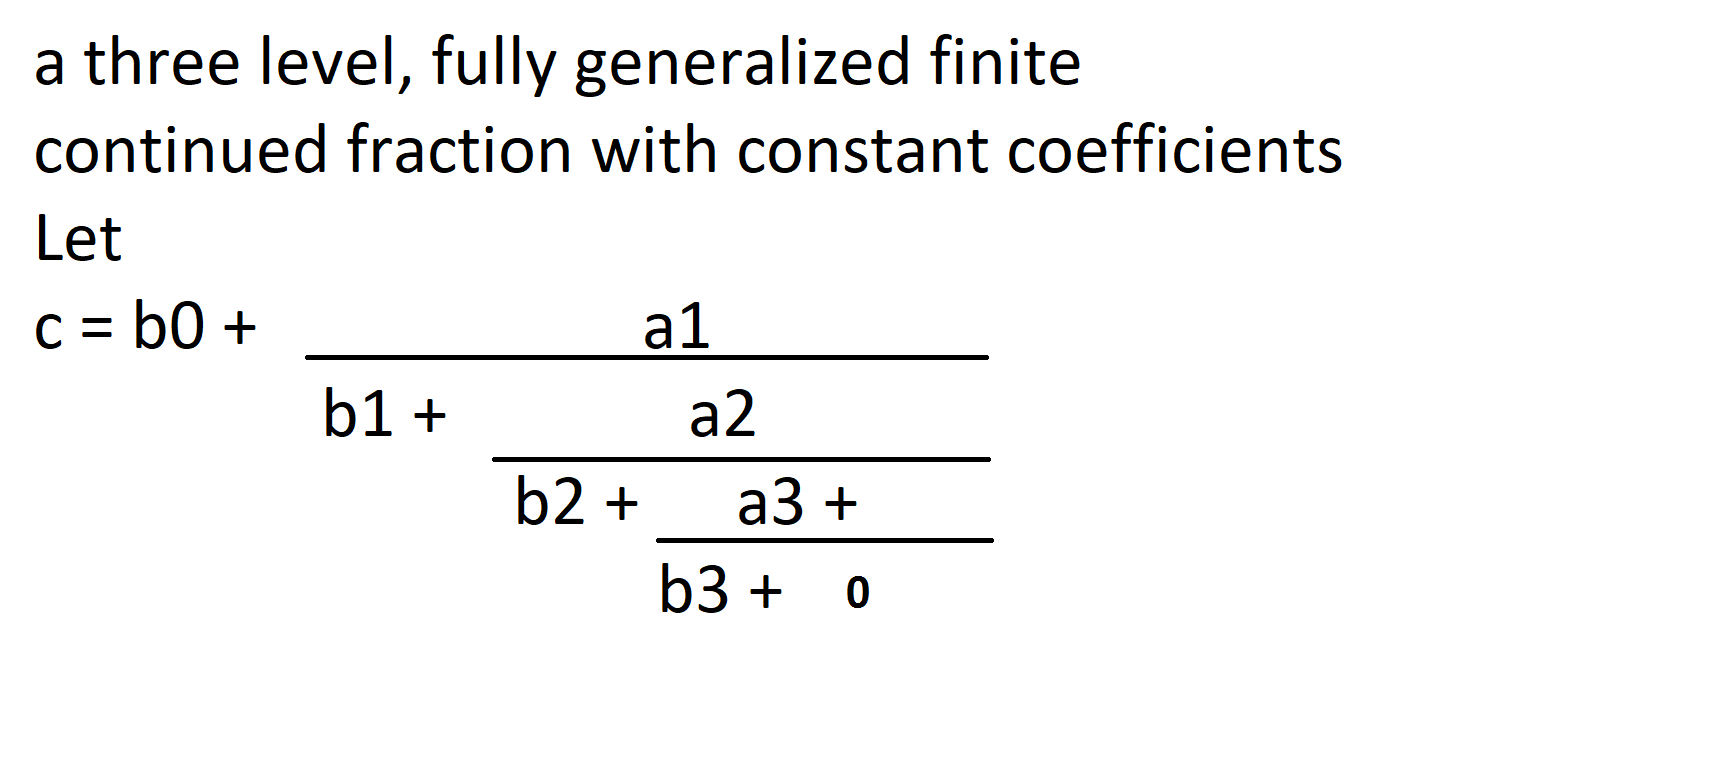 a three level, fully generalized finite
continued fraction with constant coefficients
Let
c = b0 + a1
b1 + a2
b2 + a3 +
b3 + 0